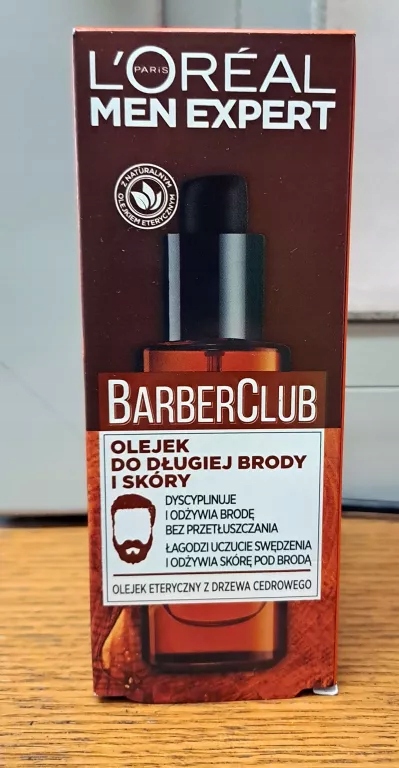 L'ORÉAL
PARIS
MEN EXPERT
Z NATURALNYM
OLEJKIEM ETERYCZNYM
BARBERCLUB
OLEJEK
DO DŁUGIEJ BRODY
I SKÓRY
DYSCYPLINUJE
I ODŻYWIA BRODĘ
BEZ PRZETŁUSZCZANIA
ŁAGODZI UCZUCIE SWĘDZENIA
I ODŻYWIA SKÓRĘ POD BRODĄ
OLEJEK ETERYCZNY Z DRZEWA CEDROWEGO